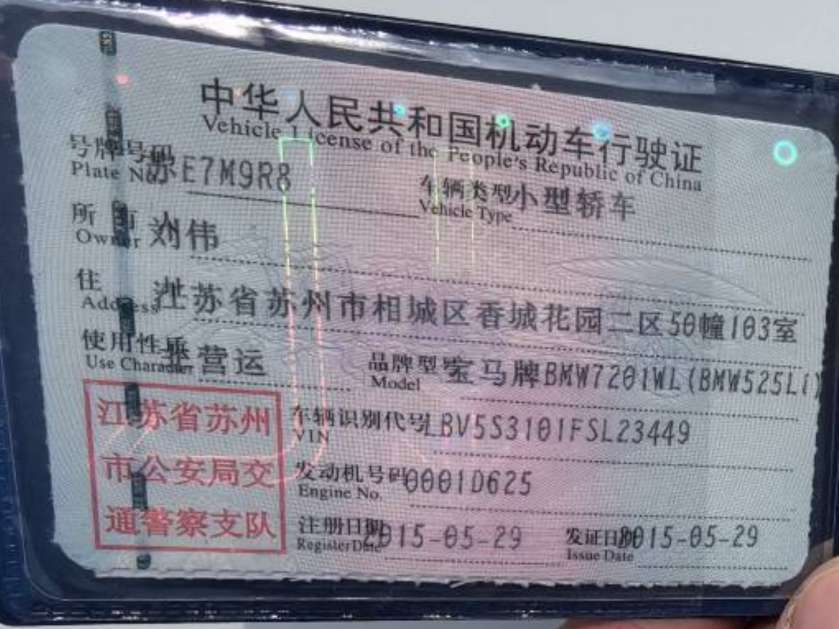 中华人民共和国机动车行驶证
Vehicle License of the People's Republic of China
号牌号码 苏E7M9R8 车辆类型 小型轿车
Plate No. Vehicle Type
所有人 刘伟
Owner
住址 江苏省苏州市相城区香城花园二区50幢103室
Address
使用性质 非营运 品牌型号 宝马牌BMW7201WL(BMW525Li)
Use Character Model
江苏省苏州 车辆识别代号 LBV5S3101FSL23449
VIN
市公安局交 发动机号码 0001D625
Engine No.
通警察支队 注册日期 2015-05-29 发证日期 2015-05-29
Register Date Issue Date